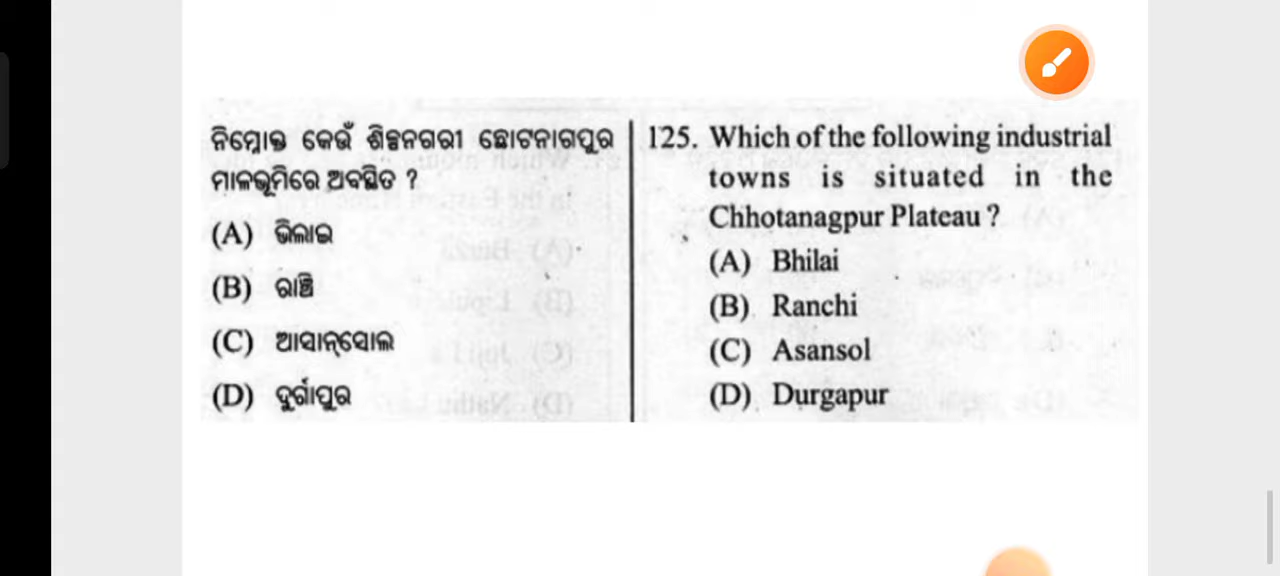 ନିମ୍ନୋକ୍ତ କେଉଁ ଶିଳ୍ପନଗରୀ ଛୋଟନାଗପୁର
ମାଳଭୂମିରେ ଅବସ୍ଥିତ ?
(A) ଭିଲାଇ
(B) ରାଞ୍ଚି
(C) ଆସାନ୍‌ସୋଲ
(D) ଦୁର୍ଗାପୁର
125. Which of the following industrial
towns is situated in the
Chhotanagpur Plateau ?
(A) Bhilai
(B) Ranchi
(C) Asansol
(D) Durgapur